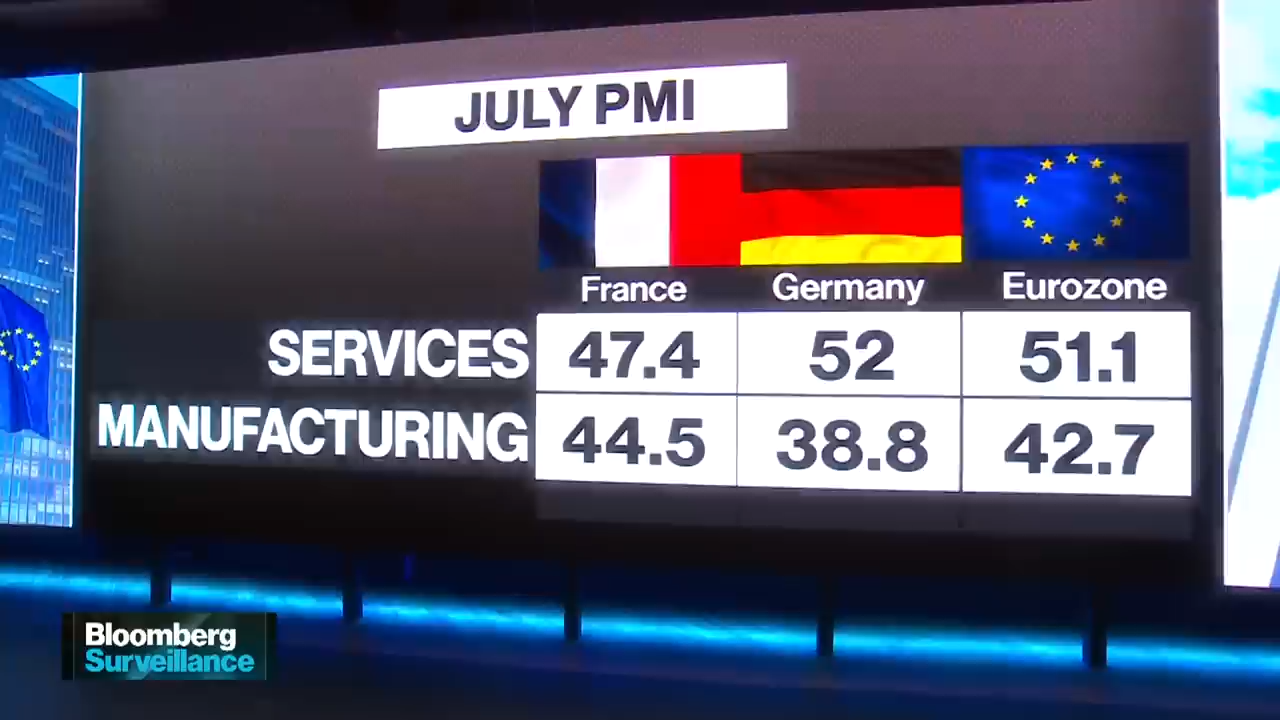 JULY PMI
France Germany Eurozone
SERVICES 47.4 52 51.1
MANUFACTURING 44.5 38.8 42.7
Bloomberg
Surveillance